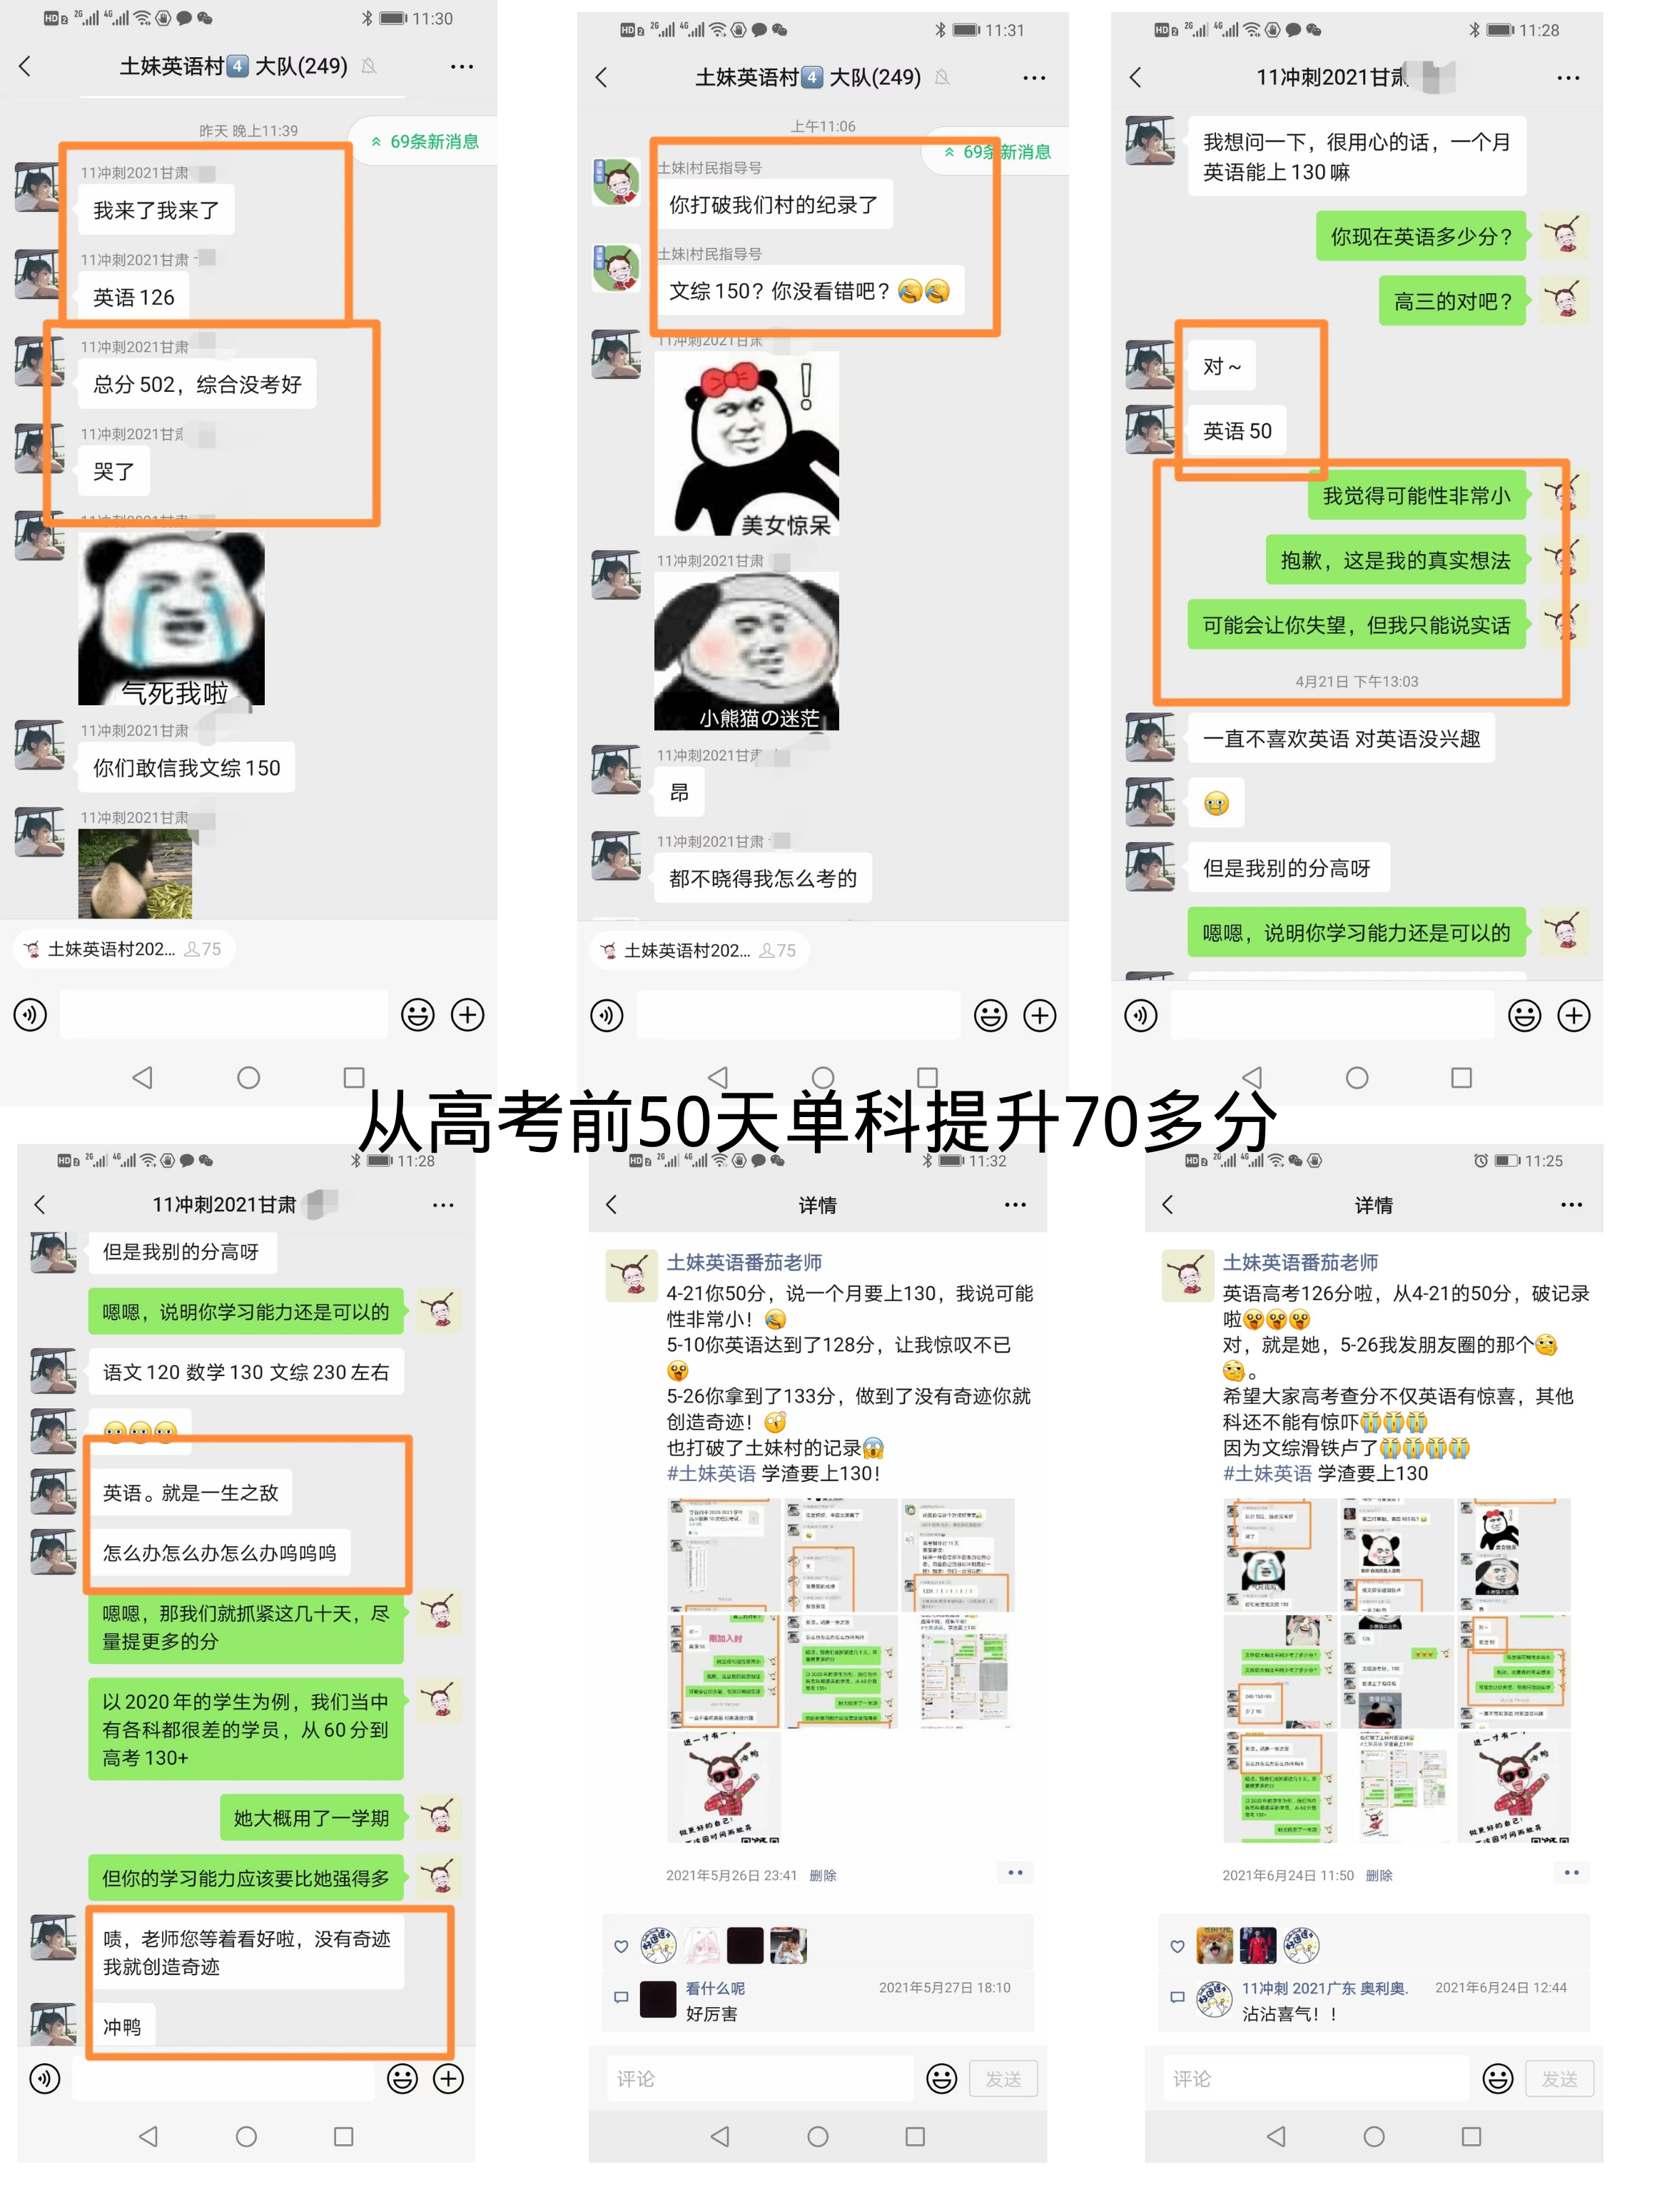 11:30
土妹英语村4 大队(249)
昨天 晚上11:39
69条新消息
11冲刺2021甘肃
我来了我来了
11冲刺2021甘肃
英语 126
11冲刺2021甘肃
总分 502，综合没考好
11冲刺2021甘肃
哭了
11冲刺2021甘肃
气死我啦
11冲刺2021甘肃
你们敢信我文综 150
11冲刺2021甘肃
土妹英语村202... 75
11:31
土妹英语村4 大队(249)
上午11:06
69条新消息
土妹|村民指导号
你打破我们村的纪录了
土妹|村民指导号
文综 150？你没看错吧？😂😂
11冲刺2021甘肃
！
美女惊呆
11冲刺2021甘肃
小熊猫の迷茫
11冲刺2021甘肃
昂
11冲刺2021甘肃
都不晓得我怎么考的
土妹英语村202... 75
11:28
11冲刺2021甘肃
我想问一下，很用心的话，一个月
英语能上 130 嘛
你现在英语多少分？
高三的对吧？
对～
英语 50
我觉得可能性非常小
抱歉，这是我的真实想法
可能会让你失望，但我只能说实话
4月21日 下午13:03
一直不喜欢英语 对英语没兴趣
但是我别的分高呀
嗯嗯，说明你学习能力还是可以的
从高考前50天单科提升70多分
11:28
11冲刺2021甘肃
但是我别的分高呀
嗯嗯，说明你学习能力还是可以的
语文 120 数学 130 文综 230 左右
英语。就是一生之敌
怎么办怎么办怎么办呜呜呜
嗯嗯，那我们就抓紧这几十天，尽
量提更多的分
以 2020 年的学生为例，我们当中
有各科都很差的学员，从 60 分到
高考 130+
她大概用了一学期
但你的学习能力应该要比她强得多
啧，老师您等着看好啦，没有奇迹
我就创造奇迹
冲鸭
11:32
详情
土妹英语番茄老师
4-21你50分，说一个月要上130，我说可能
性非常小！😂
5-10你英语达到了128分，让我惊叹不已
5-26你拿到了133分，做到了没有奇迹你就
创造奇迹！
也打破了土妹村的记录😱
#土妹英语 学渣要上130！
刚加入时
2021年5月26日 23:41 删除
看什么呢 2021年5月27日 18:10
好厉害
评论 发送
11:25
详情
土妹英语番茄老师
英语高考126分啦，从4-21的50分，破记录
啦
对，就是她，5-26我发朋友圈的那个
。
希望大家高考查分不仅英语有惊喜，其他
科还不能有惊吓😭😭😭
因为文综滑铁卢了😭😭😭😭
#土妹英语 学渣要上130
2021年6月24日 11:50 删除
11冲刺 2021广东 奥利奥. 2021年6月24日 12:44
沾沾喜气！！
评论 发送